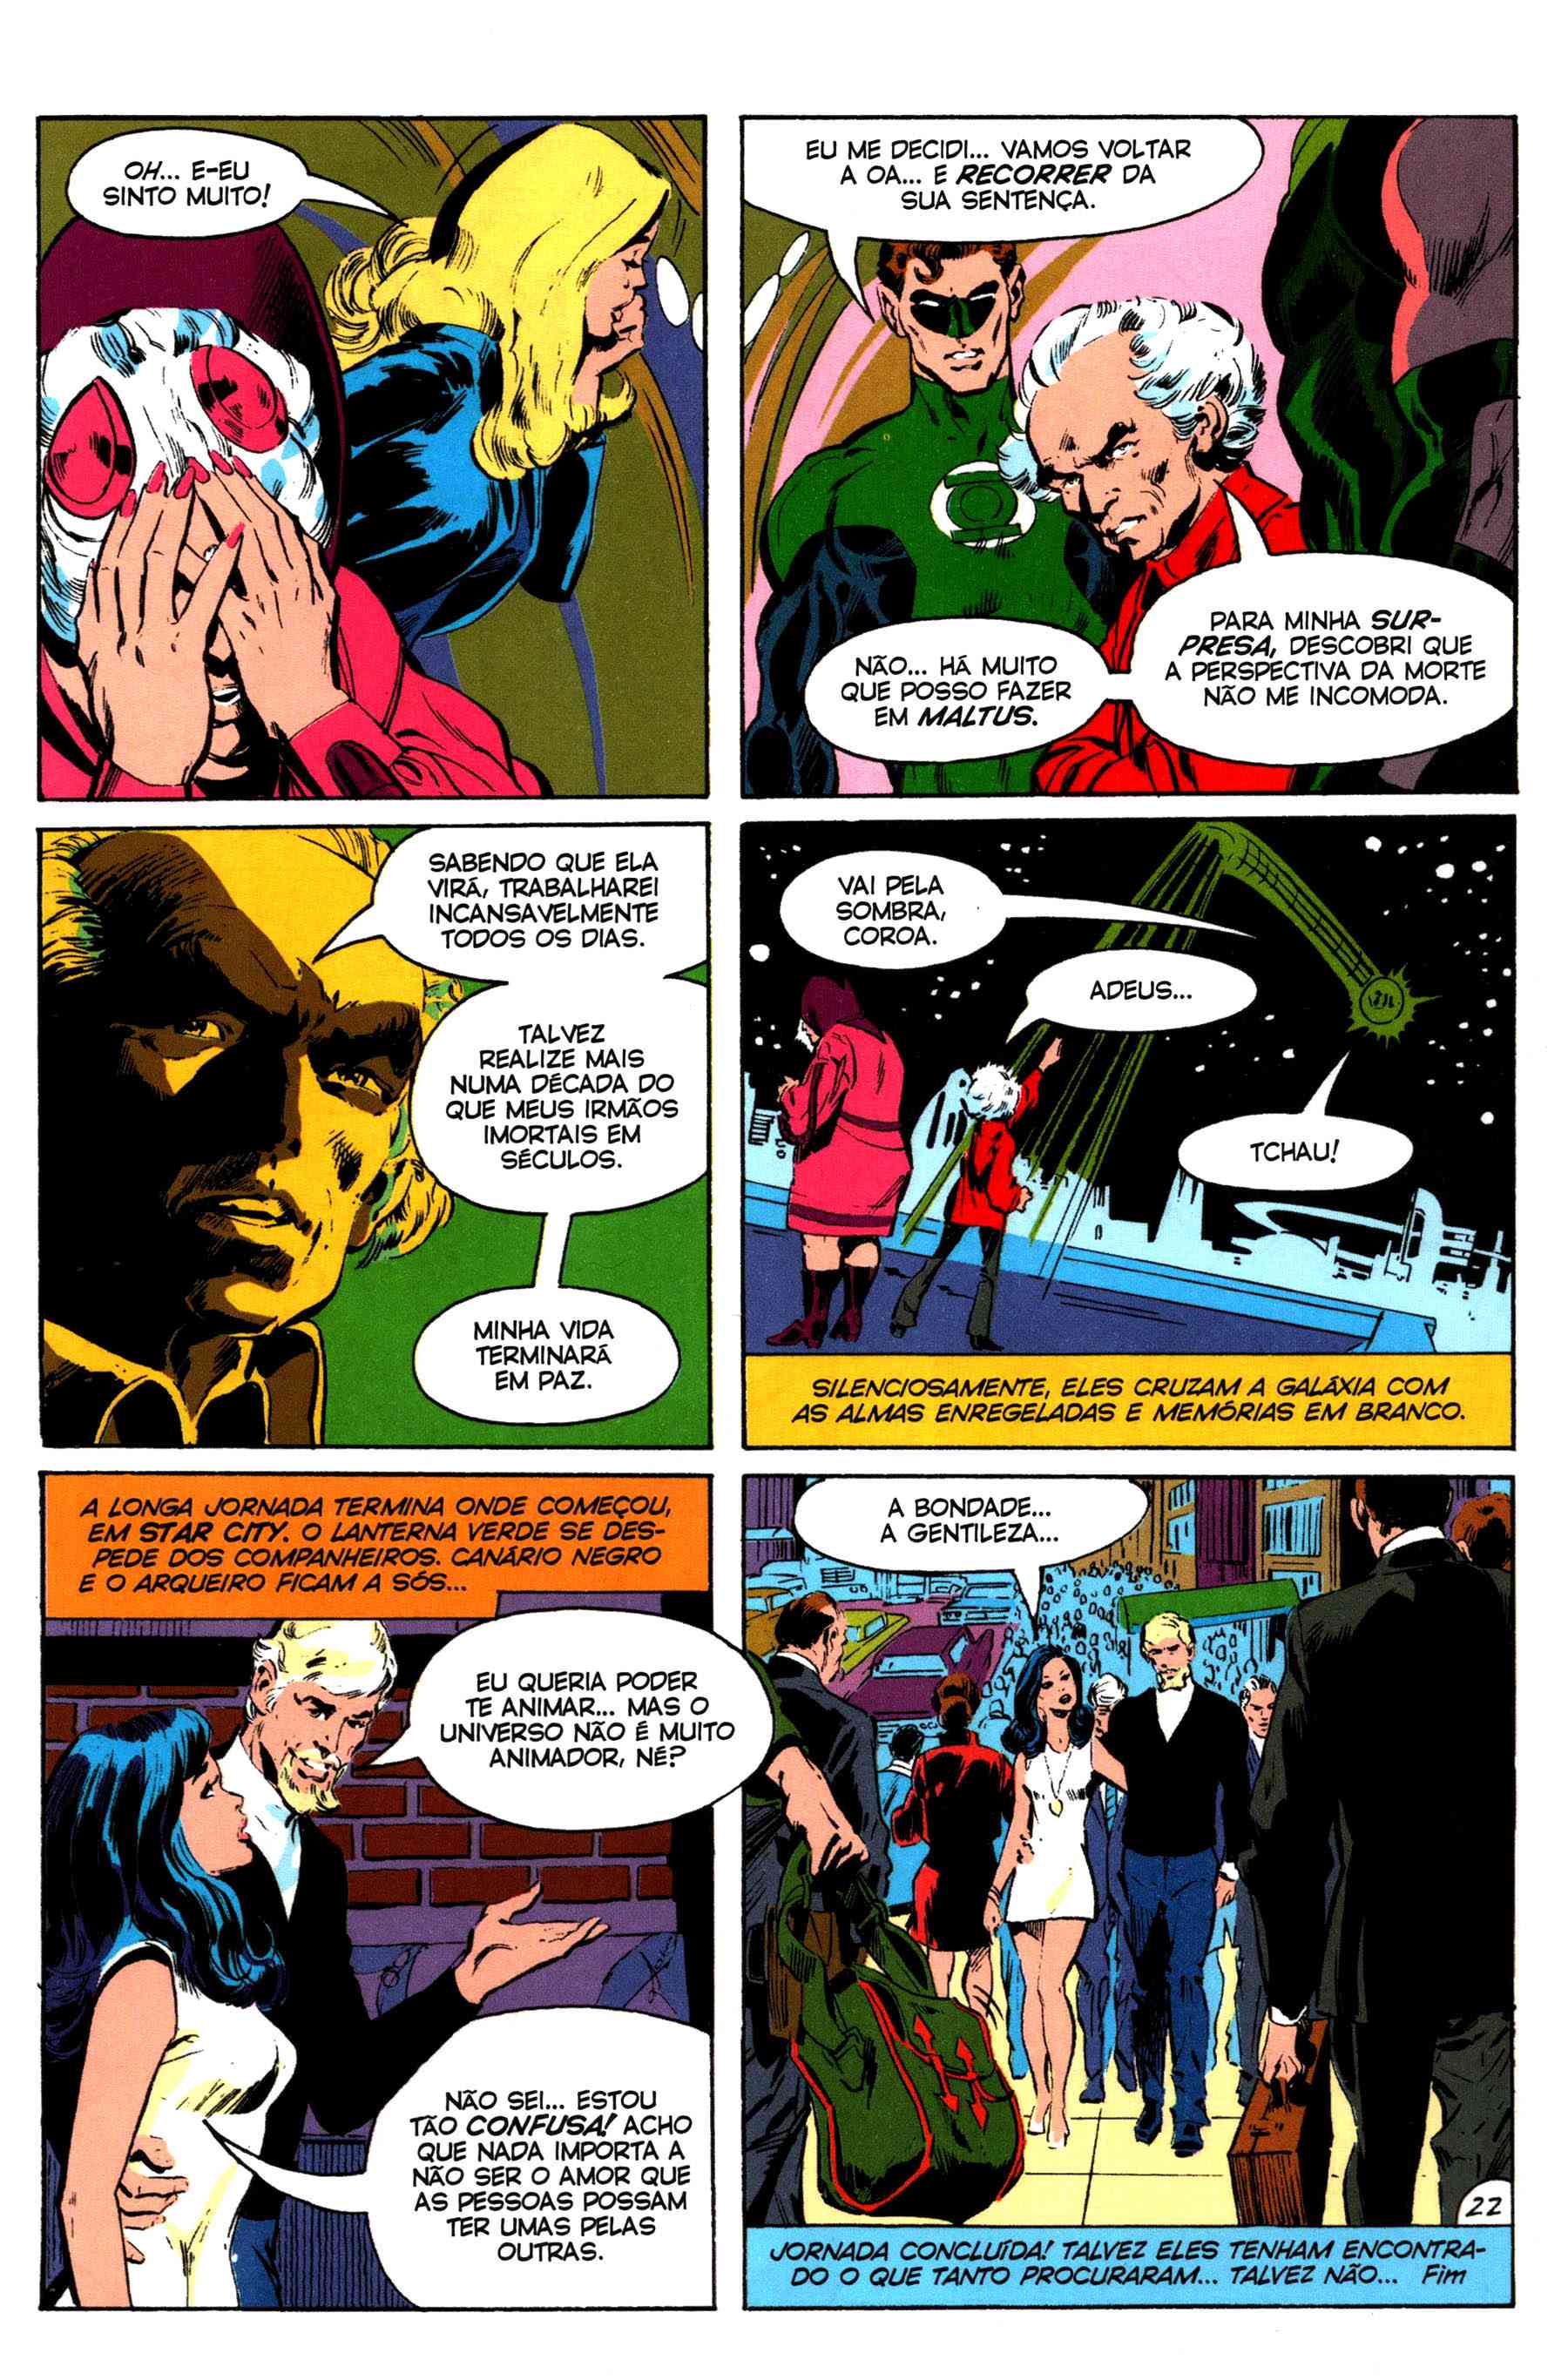 OH... E-EU
SINTO MUITO!
EU ME DECIDI... VAMOS VOLTAR
A OA... E RECORRER DA
SUA SENTENÇA.
NÃO... HÁ MUITO
QUE POSSO FAZER
EM MALTUS.
PARA MINHA SUR-
PRESA, DESCOBRI QUE
A PERSPECTIVA DA MORTE
NÃO ME INCOMODA.
SABENDO QUE ELA
VIRÁ, TRABALHAREI
INCANSAVELMENTE
TODOS OS DIAS.
TALVEZ
REALIZE MAIS
NUMA DÉCADA DO
QUE MEUS IRMÃOS
IMORTAIS EM
SÉCULOS.
MINHA VIDA
TERMINARÁ
EM PAZ.
VAI PELA
SOMBRA,
COROA.
ADEUS...
TCHAU!
SILENCIOSAMENTE, ELES CRUZAM A GALÁXIA COM
AS ALMAS ENREGELADAS E MEMÓRIAS EM BRANCO.
A LONGA JORNADA TERMINA ONDE COMEÇOU,
EM STAR CITY. O LANTERNA VERDE SE DES-
PEDE DOS COMPANHEIROS. CANÁRIO NEGRO
E O ARQUEIRO FICAM A SÓS...
EU QUERIA PODER
TE ANIMAR... MAS O
UNIVERSO NÃO É MUITO
ANIMADOR, NÉ?
NÃO SEI... ESTOU
TÃO CONFUSA! ACHO
QUE NADA IMPORTA A
NÃO SER O AMOR QUE
AS PESSOAS POSSAM
TER UMAS PELAS
OUTRAS.
A BONDADE...
A GENTILEZA...
22
JORNADA CONCLUÍDA! TALVEZ ELES TENHAM ENCONTRA-
DO O QUE TANTO PROCURARAM... TALVEZ NÃO... Fim